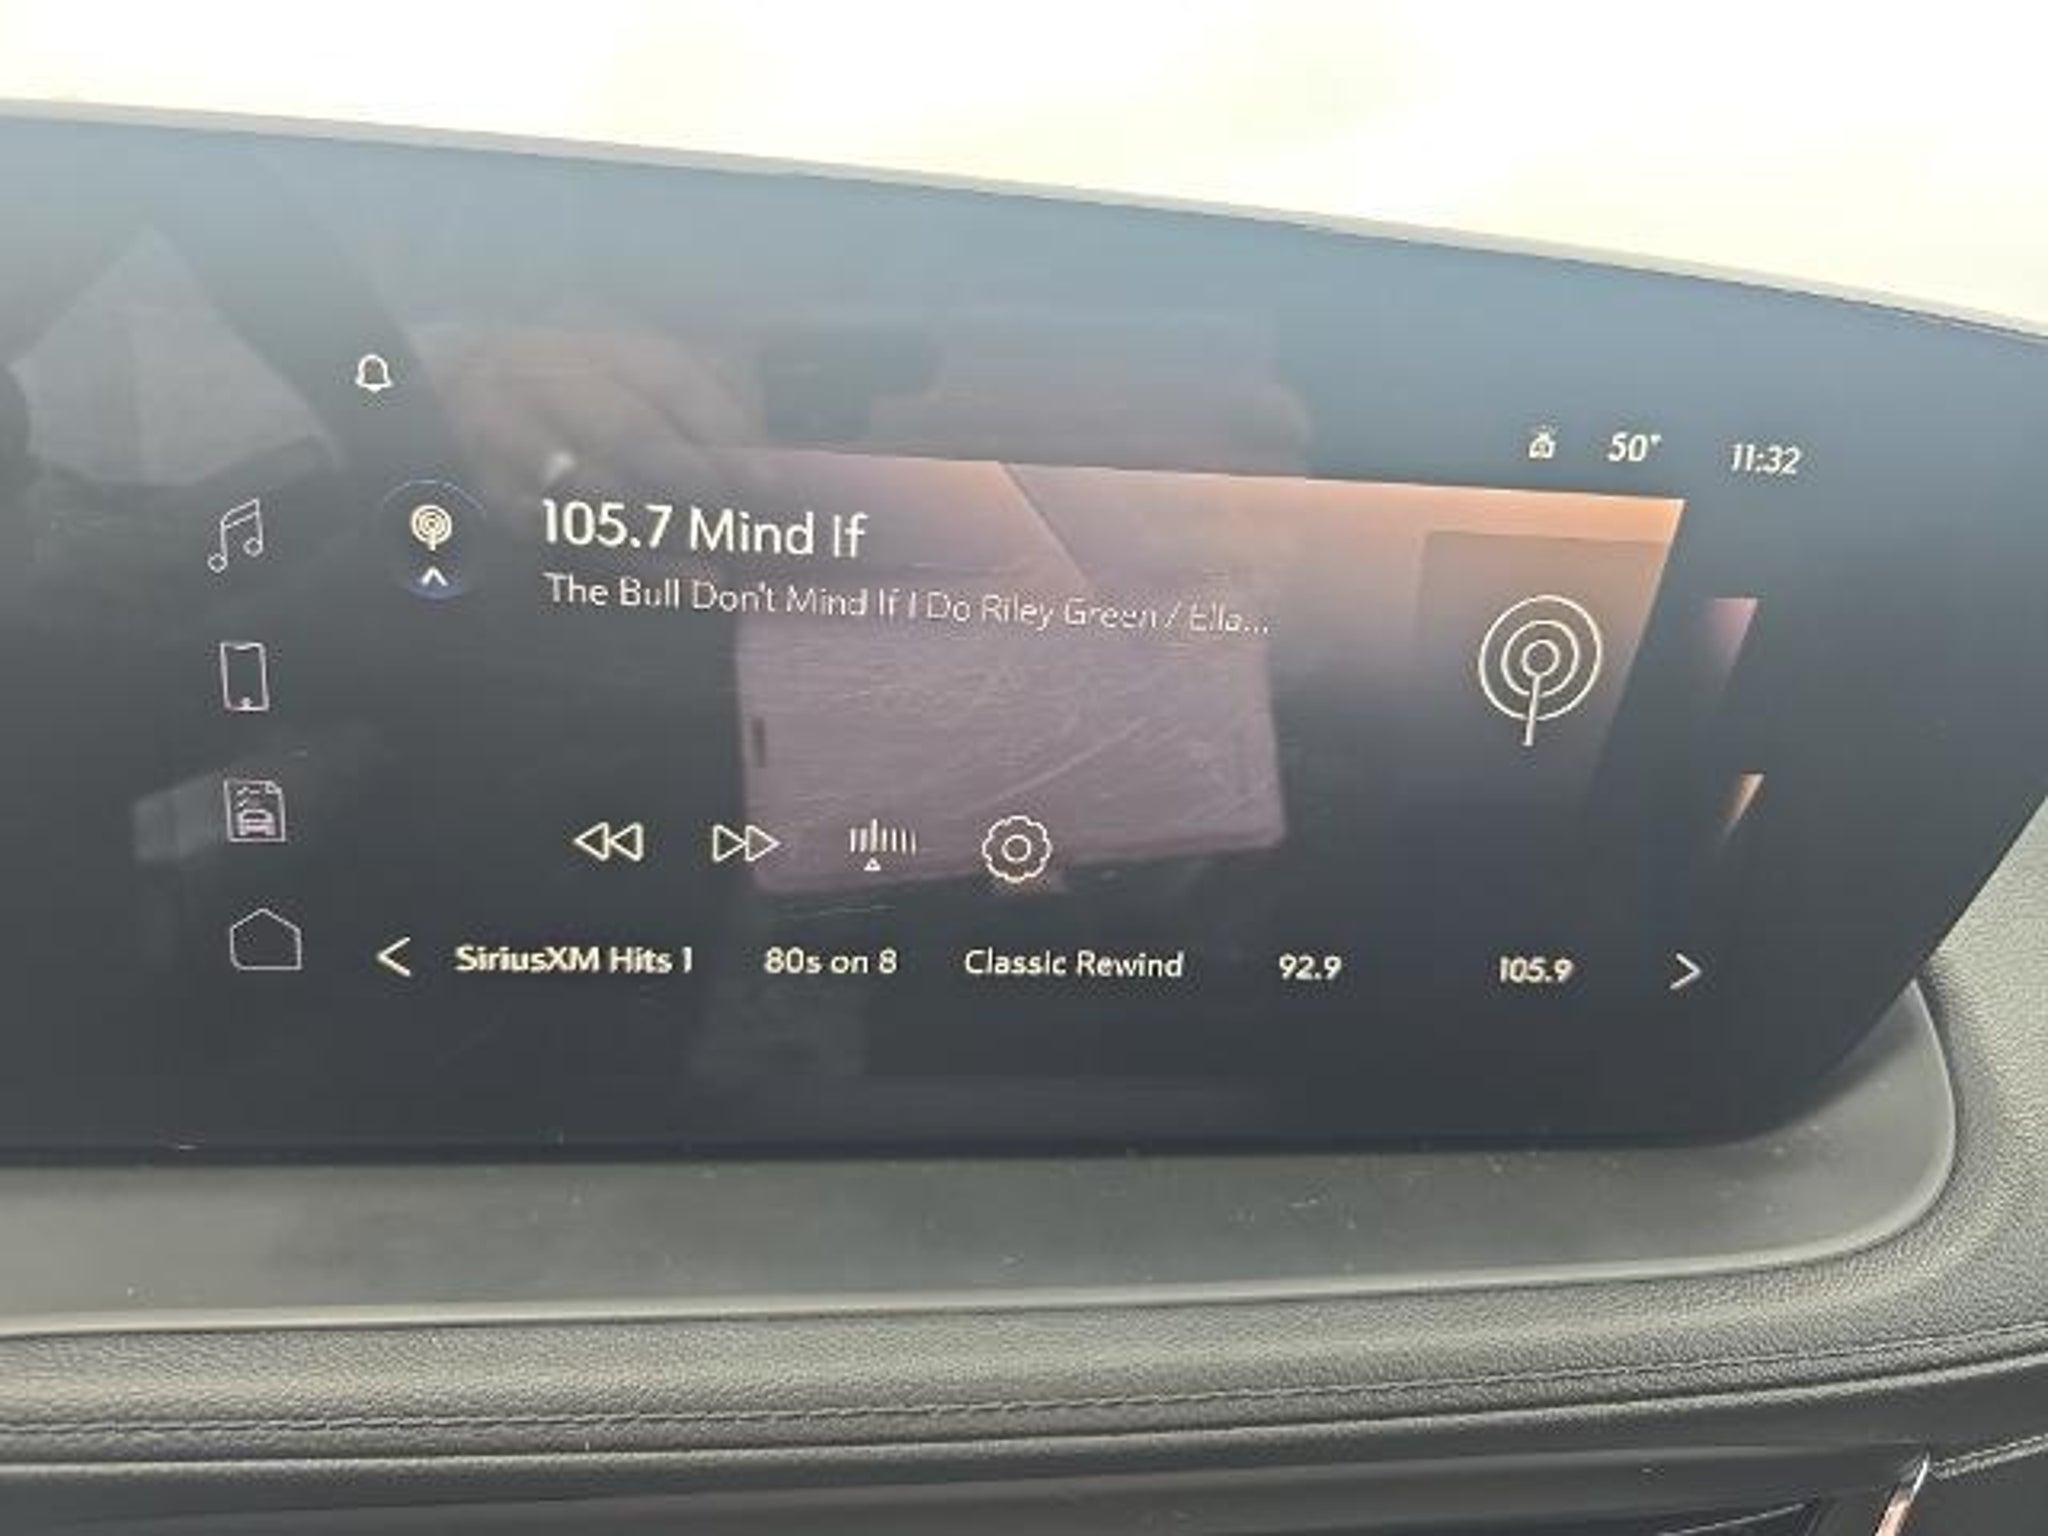 50° 11:32
105.7 Mind If
The Bull Don't Mind If I Do Riley Green / Ella...
SiriusXM Hits 1 80s on 8 Classic Rewind 92.9 105.9